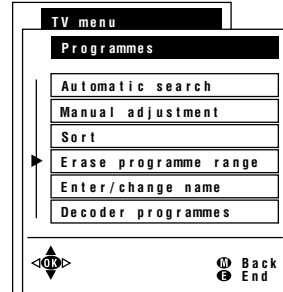 TV menu
Programmes
Automatic search
Manual adjustment
Sort
Erase programme range
Enter/change name
Decoder programmes
OK
M Back
E End